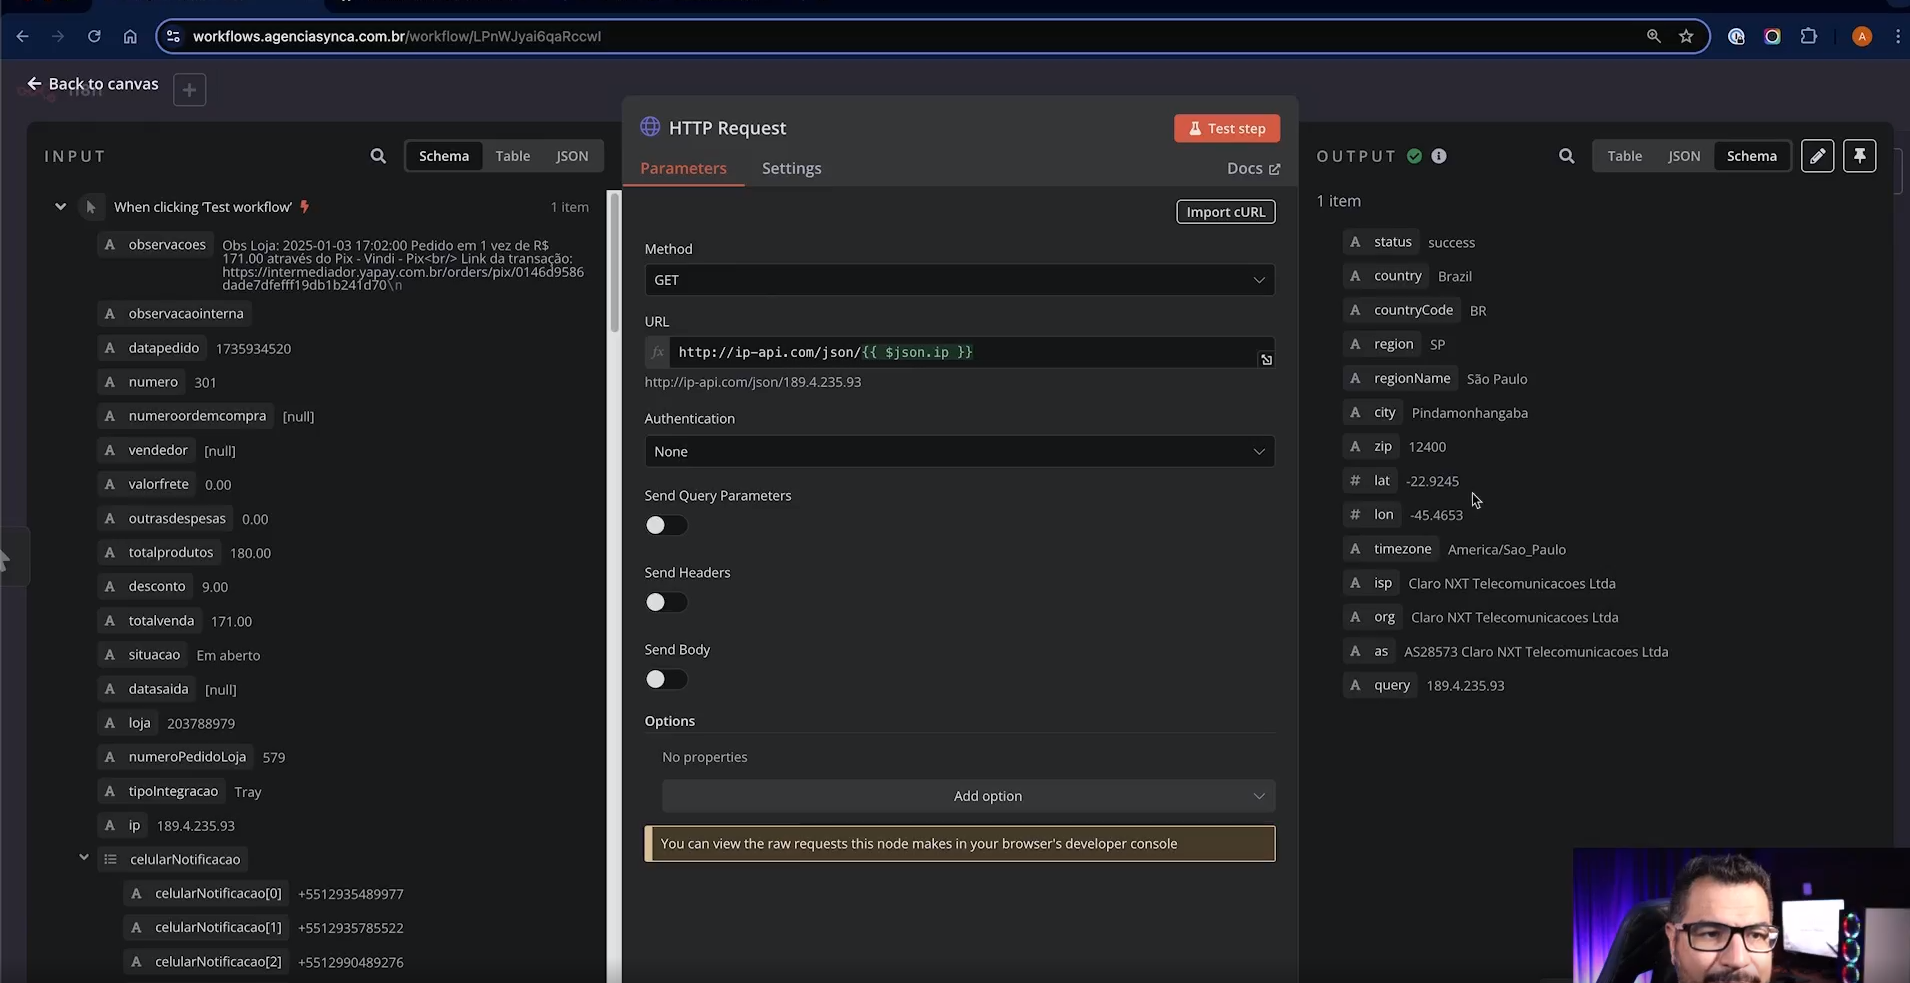 workflows.agenciasynca.com.br/workflow/LPnWJyai6qaRccwI
A
Back to canvas
n8n
INPUT
Schema
Table
JSON
When clicking ‘Test workflow’
1 item
A observacoes
Obs Loja: 2025-01-03 17:02:00 Pedido em 1 vez de R$
171.00 através do Pix - Vindi - Pix<br/> Link da transação:
https://intermediador.yapay.com.br/orders/pix/0146d9586
dade7dfefff19db1b241d70\n
A observacaointerna
A datapedido 1735934520
A numero 301
A numeroordemcompra [null]
A vendedor [null]
A valorfrete 0.00
A outrasdespesas 0.00
A totalprodutos 180.00
A desconto 9.00
A totalvenda 171.00
A situacao Em aberto
A datasaida [null]
A loja 203788979
A numeroPedidoLoja 579
A tipoIntegracao Tray
A ip 189.4.235.93
celularNotificacao
A celularNotificacao[0] +5512935489977
A celularNotificacao[1] +5512935785522
A celularNotificacao[2] +5512990489276
HTTP Request
Test step
Parameters
Settings
Docs
Import cURL
Method
GET
URL
fx http://ip-api.com/json/{{ $json.ip }}
http://ip-api.com/json/189.4.235.93
Authentication
None
Send Query Parameters
Send Headers
Send Body
Options
No properties
Add option
You can view the raw requests this node makes in your browser's developer console
OUTPUT
Table
JSON
Schema
1 item
A status success
A country Brazil
A countryCode BR
A region SP
A regionName São Paulo
A city Pindamonhangaba
A zip 12400
# lat -22.9245
# lon -45.4653
A timezone America/Sao_Paulo
A isp Claro NXT Telecomunicacoes Ltda
A org Claro NXT Telecomunicacoes Ltda
A as AS28573 Claro NXT Telecomunicacoes Ltda
A query 189.4.235.93